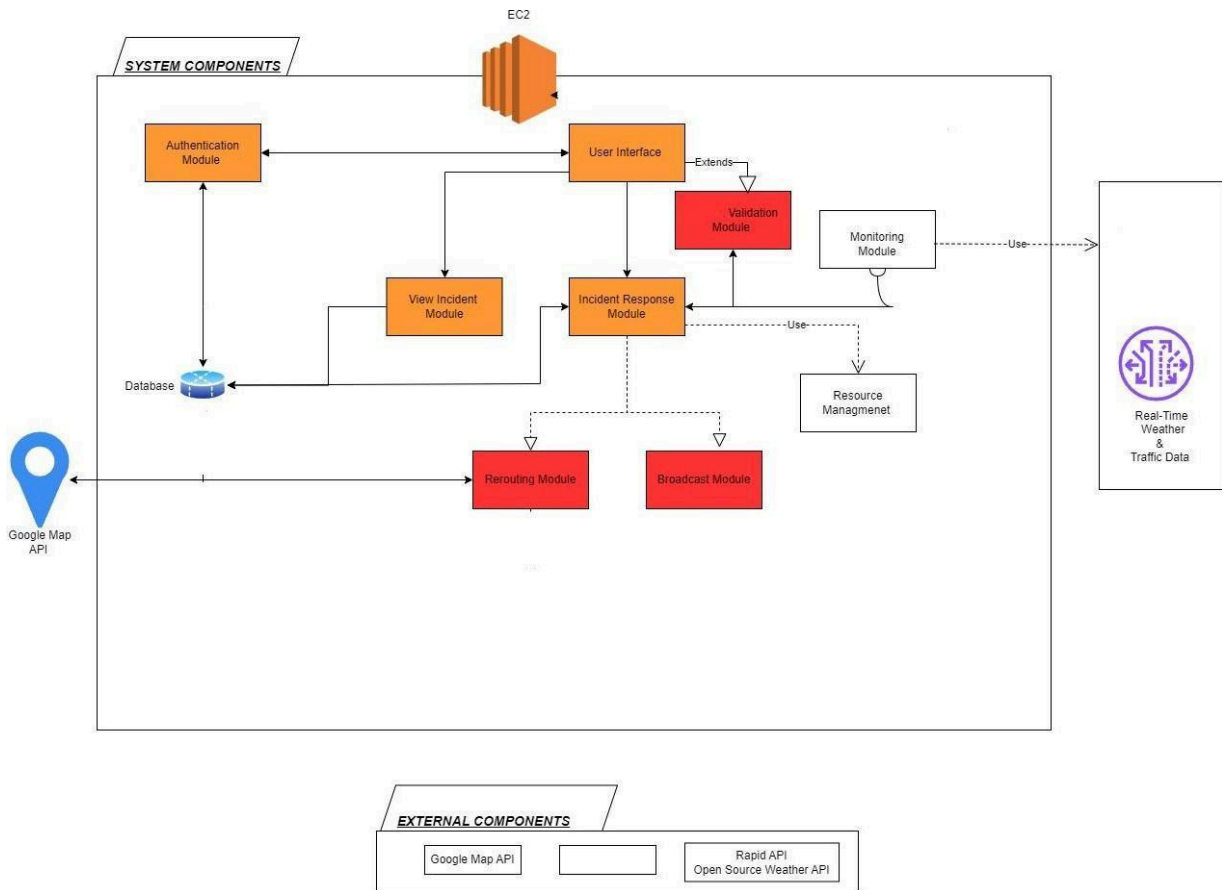 EC2
SYSTEM COMPONENTS
Authentication
Module
User Interface
Extends
Validation
Module
Monitoring
Module
Use
View Incident
Module
Incident Response
Module
Use
Database
Resource
Managmenet
Real-Time
Weather
&
Traffic Data
Rerouting Module
Broadcast Module
Google Map
API
EXTERNAL COMPONENTS
Google Map API
Rapid API
Open Source Weather API